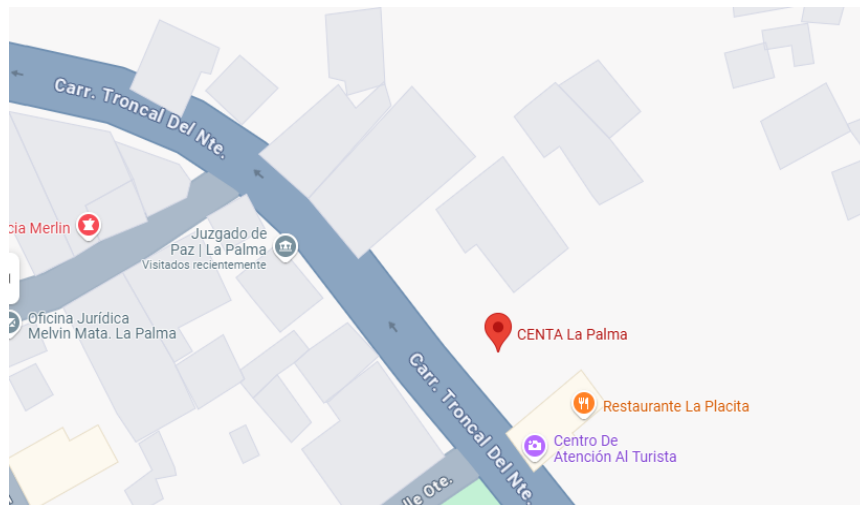 Carr. Troncal Del Nte.
cia Merlin
Juzgado de
Paz | La Palma
Visitados recientemente
Oficina Jurídica
Melvin Mata. La Palma
CENTA La Palma
Carr. Troncal Del Nte.
Restaurante La Placita
Centro De
Atención Al Turista
lle Ote.